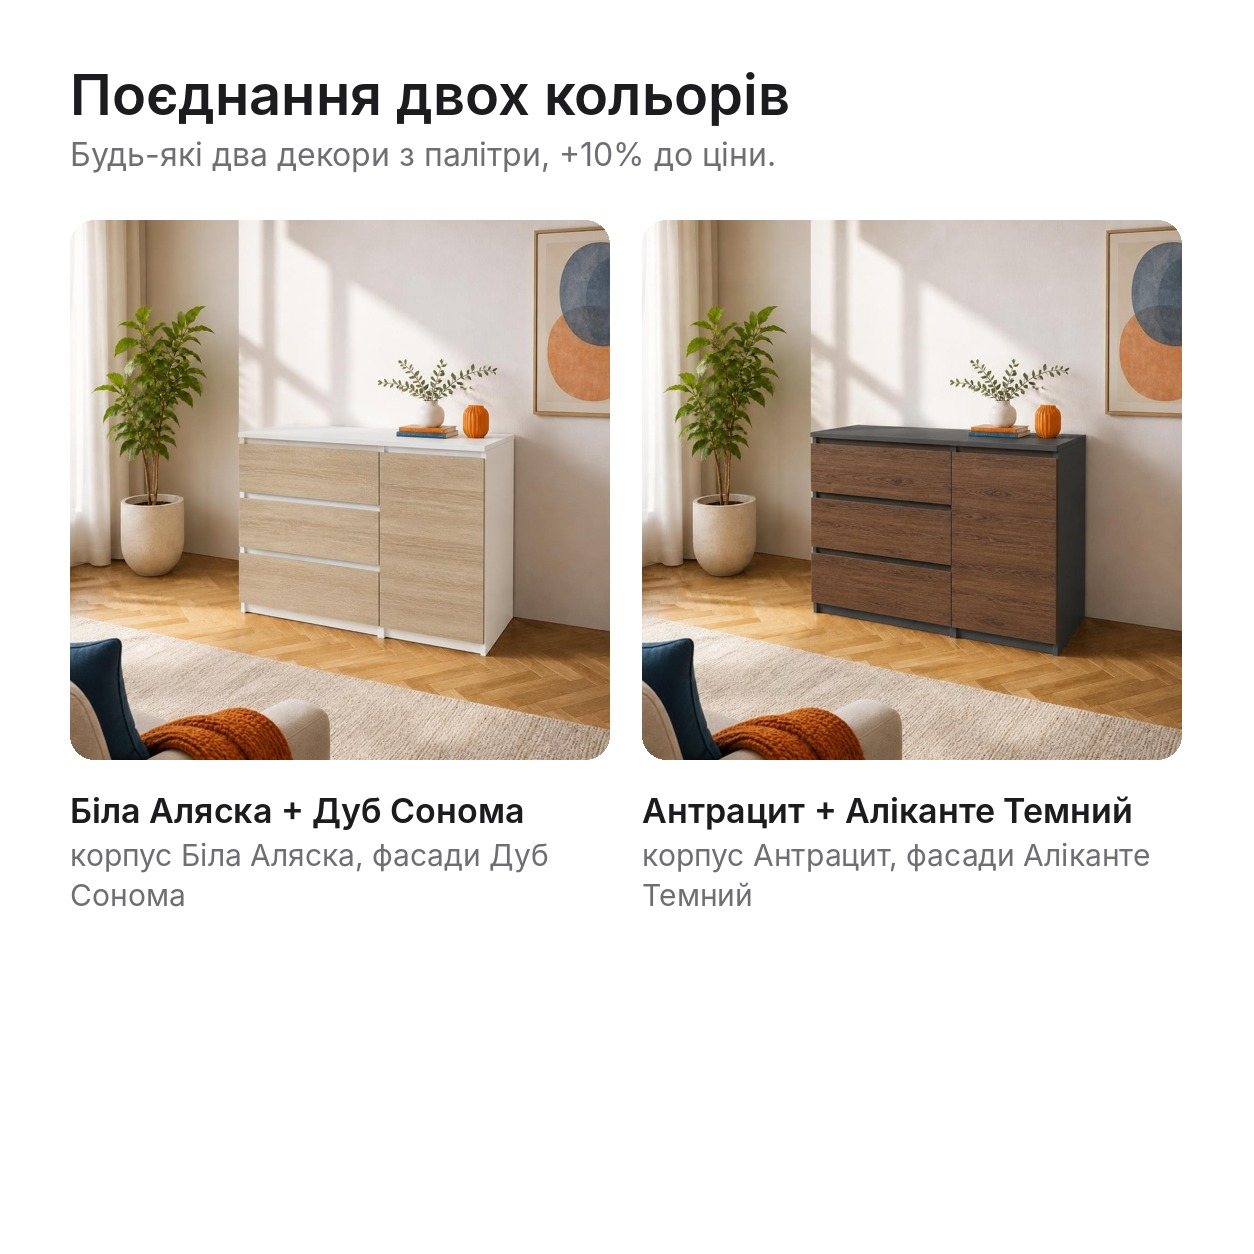 Поєднання двох кольорів
Будь-які два декори з палітри, +10% до ціни.
Біла Аляска + Дуб Сонома
корпус Біла Аляска, фасади Дуб
Сонома
Антрацит + Аліканте Темний
корпус Антрацит, фасади Аліканте
Темний